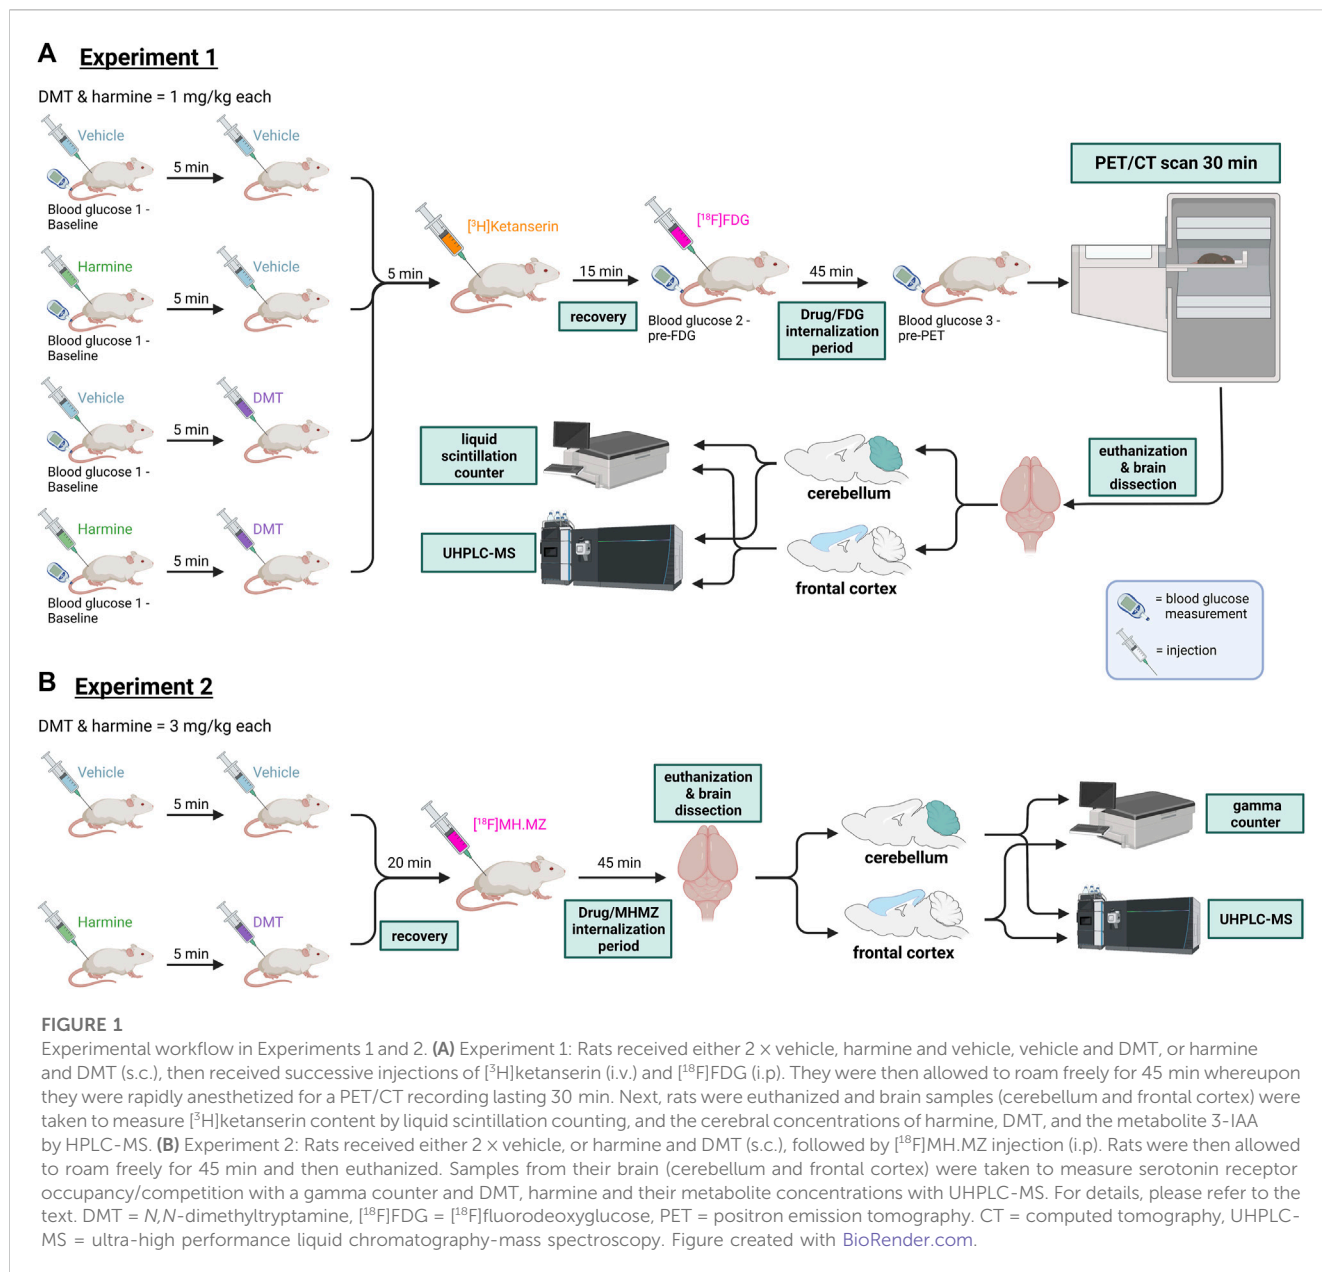 A Experiment 1
DMT & harmine = 1 mg/kg each
Vehicle
5 min
Vehicle
Blood glucose 1 -
Baseline
Harmine
5 min
Vehicle
Blood glucose 1 -
Baseline
Vehicle
5 min
DMT
Blood glucose 1 -
Baseline
Harmine
5 min
DMT
Blood glucose 1 -
Baseline
5 min
[³H]Ketanserin
15 min
recovery
[¹⁸F]FDG
Blood glucose 2 -
pre-FDG
45 min
Drug/FDG
internalization
period
Blood glucose 3 -
pre-PET
PET/CT scan 30 min
euthanization
& brain
dissection
cerebellum
frontal cortex
liquid
scintillation
counter
UHPLC-MS
= blood glucose
measurement
= injection
B Experiment 2
DMT & harmine = 3 mg/kg each
Vehicle
5 min
Vehicle
Harmine
5 min
DMT
20 min
recovery
[¹⁸F]MH.MZ
45 min
Drug/MHMZ
internalization
period
euthanization
& brain
dissection
cerebellum
frontal cortex
gamma
counter
UHPLC-MS
FIGURE 1
Experimental workflow in Experiments 1 and 2. (A) Experiment 1: Rats received either 2 × vehicle, harmine and vehicle, vehicle and DMT, or harmine
and DMT (s.c.), then received successive injections of [³H]ketanserin (i.v.) and [¹⁸F]FDG (i.p). They were then allowed to roam freely for 45 min whereupon
they were rapidly anesthetized for a PET/CT recording lasting 30 min. Next, rats were euthanized and brain samples (cerebellum and frontal cortex) were
taken to measure [³H]ketanserin content by liquid scintillation counting, and the cerebral concentrations of harmine, DMT, and the metabolite 3-IAA
by HPLC-MS. (B) Experiment 2: Rats received either 2 × vehicle, or harmine and DMT (s.c.), followed by [¹⁸F]MH.MZ injection (i.p). Rats were then allowed
to roam freely for 45 min and then euthanized. Samples from their brain (cerebellum and frontal cortex) were taken to measure serotonin receptor
occupancy/competition with a gamma counter and DMT, harmine and their metabolite concentrations with UHPLC-MS. For details, please refer to the
text. DMT = N,N-dimethyltryptamine, [¹⁸F]FDG = [¹⁸F]fluorodeoxyglucose, PET = positron emission tomography. CT = computed tomography, UHPLC-
MS = ultra-high performance liquid chromatography-mass spectroscopy. Figure created with BioRender.com.